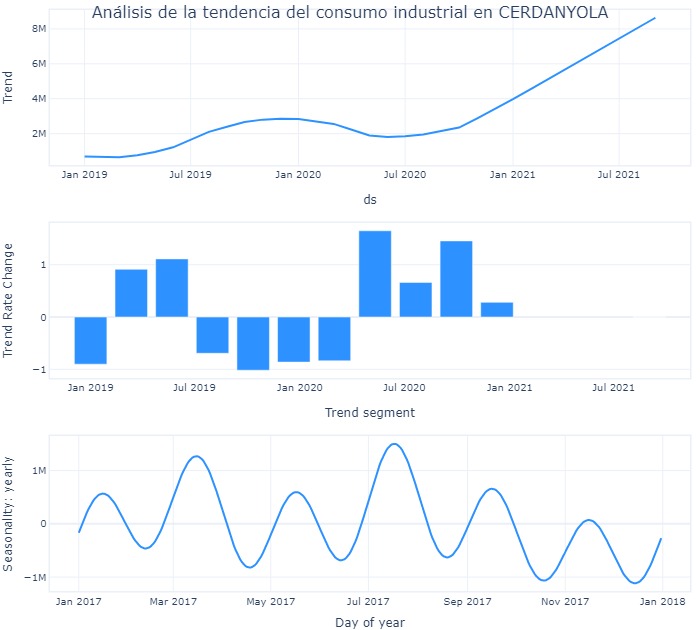 Análisis de la tendencia del consumo industrial en CERDANYOLA
8M
6M
4M
2M
Trend
Jan 2019 Jul 2019 Jan 2020 Jul 2020 Jan 2021 Jul 2021
ds
1
0
−1
Trend Rate Change
Jan 2019 Jul 2019 Jan 2020 Jul 2020 Jan 2021 Jul 2021
Trend segment
1M
0
−1M
Seasonality: yearly
Jan 2017 Mar 2017 May 2017 Jul 2017 Sep 2017 Nov 2017 Jan 2018
Day of year